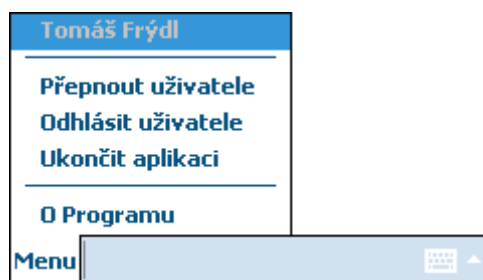 Tomáš Frýdl
Přepnout uživatele
Odhlásit uživatele
Ukončit aplikaci
O Programu
Menu